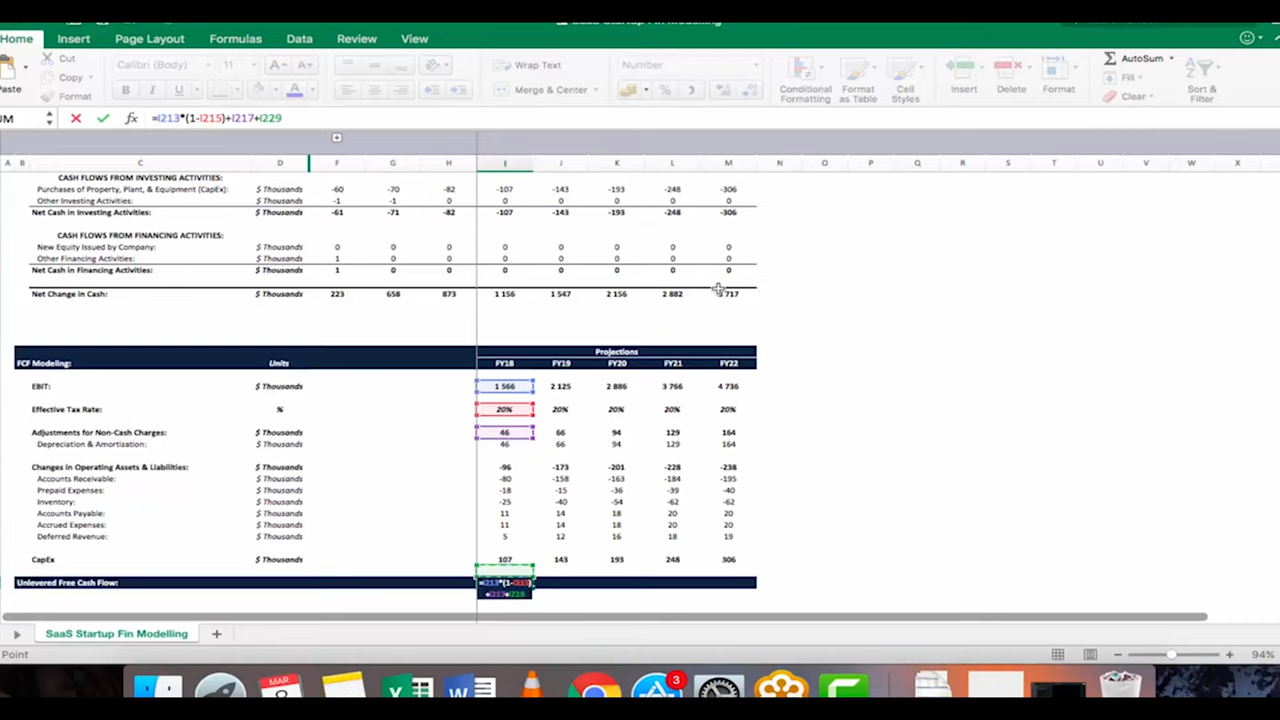 SaaS Startup Fin Modelling
Home Insert Page Layout Formulas Data Review View
Cut
Calibri (Body) 11 Wrap Text Number AutoSum
Copy Fill
Paste Format Merge & Center Conditional Formatting Format as Table Cell Styles Insert Delete Format Clear Sort & Filter
UM fx =I213*(1-I215)+I217+I229
A B C D F G H I J K L M N O P Q R S T U V W X
CASH FLOWS FROM INVESTING ACTIVITIES:
Purchases of Property, Plant, & Equipment (CapEx): $ Thousands -60 -70 -82 -107 -143 -193 -248 -306
Other Investing Activities: $ Thousands -1 -1 0 0 0 0 0 0
Net Cash in Investing Activities: $ Thousands -61 -71 -82 -107 -143 -193 -248 -306
CASH FLOWS FROM FINANCING ACTIVITIES:
New Equity Issued by Company: $ Thousands 0 0 0 0 0 0 0 0
Other Financing Activities: $ Thousands 1 0 0 0 0 0 0 0
Net Cash in Financing Activities: $ Thousands 1 0 0 0 0 0 0 0
Net Change in Cash: $ Thousands 223 658 873 1 156 1 547 2 156 2 882 717
Projections
FCF Modeling: Units FY18 FY19 FY20 FY21 FY22
EBIT: $ Thousands 1 566 2 125 2 886 3 766 4 736
Effective Tax Rate: % 20% 20% 20% 20% 20%
Adjustments for Non-Cash Charges: $ Thousands 46 66 94 129 164
Depreciation & Amortization: $ Thousands 46 66 94 129 164
Changes in Operating Assets & Liabilities: $ Thousands -96 -173 -201 -228 -238
Accounts Receivable: $ Thousands -80 -158 -163 -184 -195
Prepaid Expenses: $ Thousands -18 -15 -36 -39 -40
Inventory: $ Thousands -25 -40 -54 -62 -62
Accounts Payable: $ Thousands 11 14 18 20 20
Accrued Expenses: $ Thousands 11 14 18 20 20
Deferred Revenue: $ Thousands 5 12 16 18 19
CapEx $ Thousands 107 143 193 248 306
Unlevered Free Cash Flow: =I213*(1-I215)
+I217+I229
SaaS Startup Fin Modelling
Point 94%
MAR
3